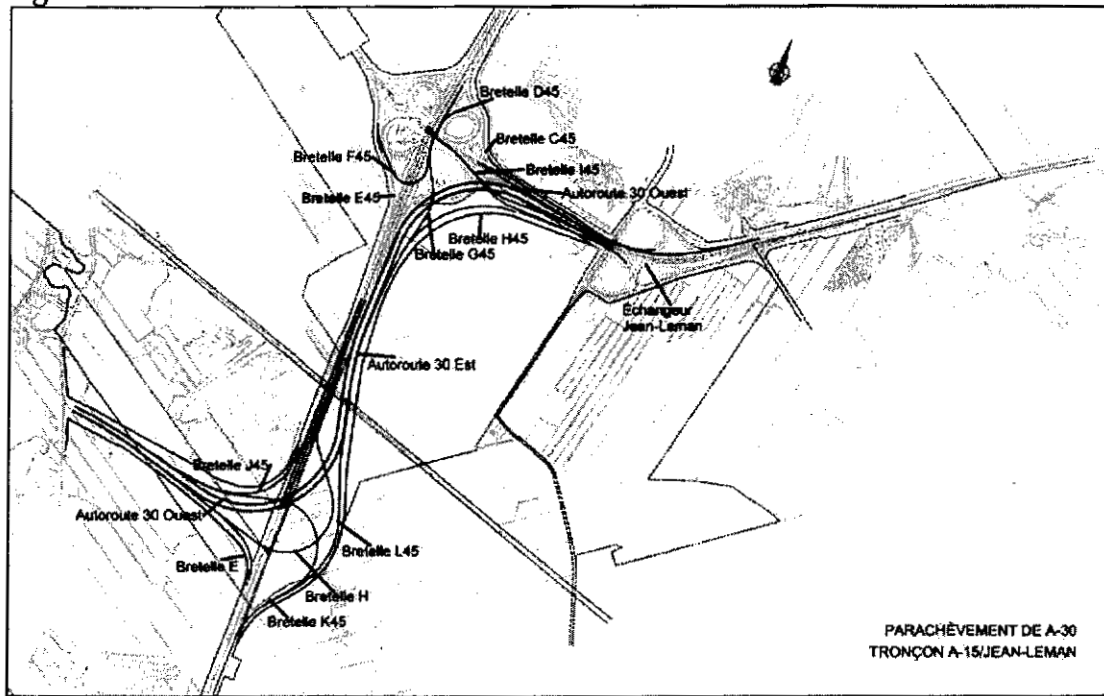 Bretelle D45
Bretelle C45
Bretelle F45
Bretelle I45
Bretelle E45
Autoroute 30 Ouest
Bretelle H45
Bretelle G45
Échangeur
Jean-Leman
Autoroute 30 Est
Bretelle J45
Autoroute 30 Ouest
Bretelle L45
Bretelle E
Bretelle H
Bretelle K45
PARACHÈVEMENT DE A-30
TRONÇON A-15/JEAN-LEMAN